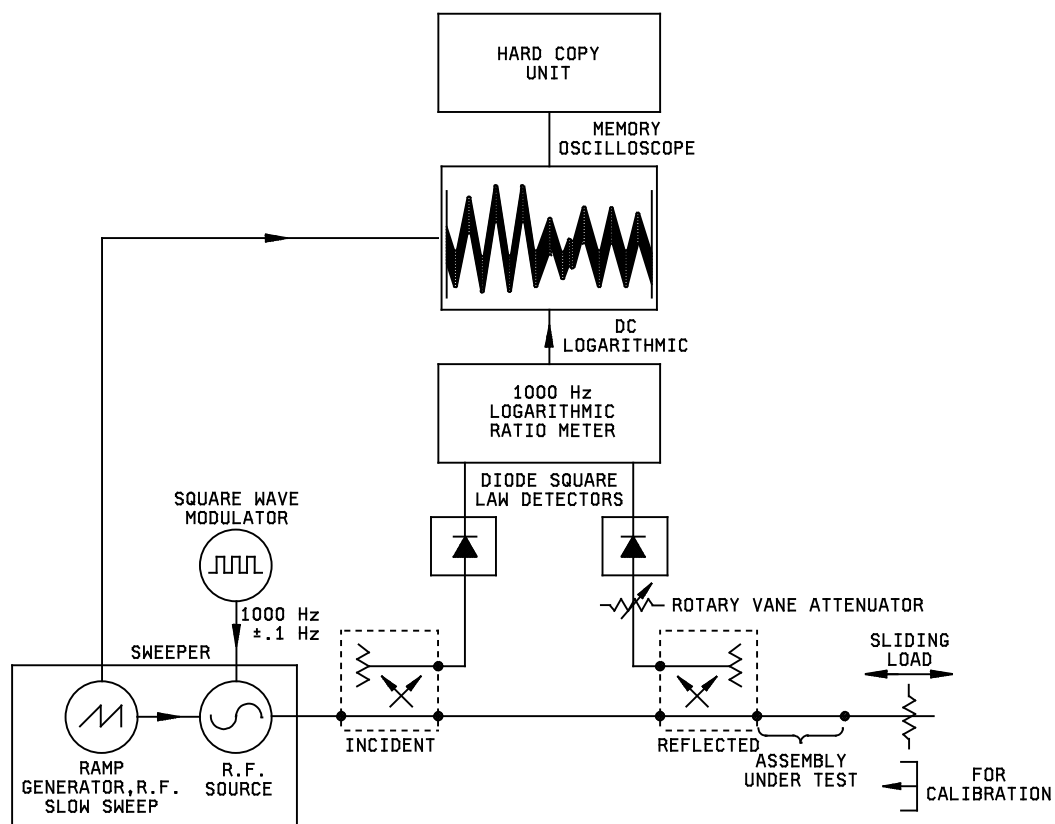 HARD COPY
UNIT
MEMORY
OSCILLOSCOPE
DC
LOGARITHMIC
1000 Hz
LOGARITHMIC
RATIO METER
DIODE SQUARE
LAW DETECTORS
SQUARE WAVE
MODULATOR
1000 Hz
±.1 Hz
ROTARY VANE ATTENUATOR
SLIDING
LOAD
SWEEPER
INCIDENT
REFLECTED
RAMP
GENERATOR,R.F.
SLOW SWEEP
R.F.
SOURCE
ASSEMBLY
UNDER TEST
FOR
CALIBRATION